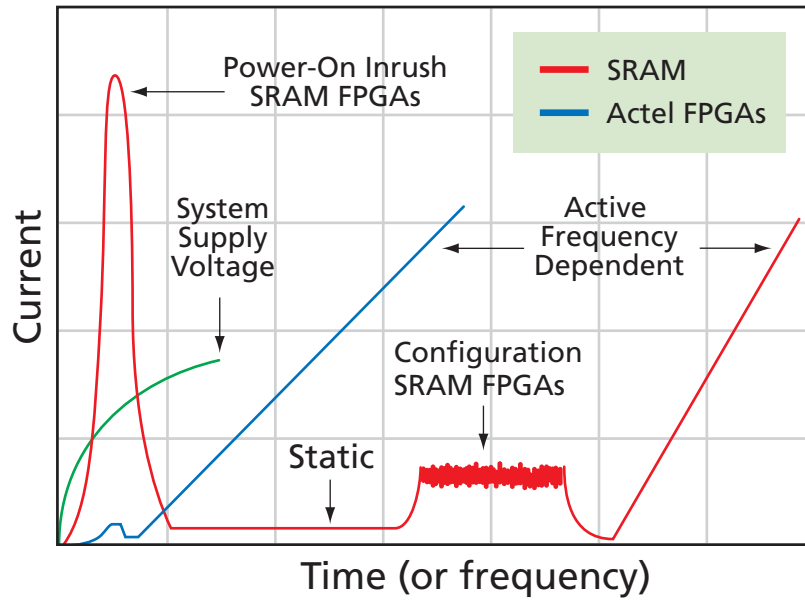 Power-On Inrush
SRAM FPGAs
SRAM
Actel FPGAs
System
Supply
Voltage
Active
Frequency
Dependent
Current
Configuration
SRAM FPGAs
Static
Time (or frequency)